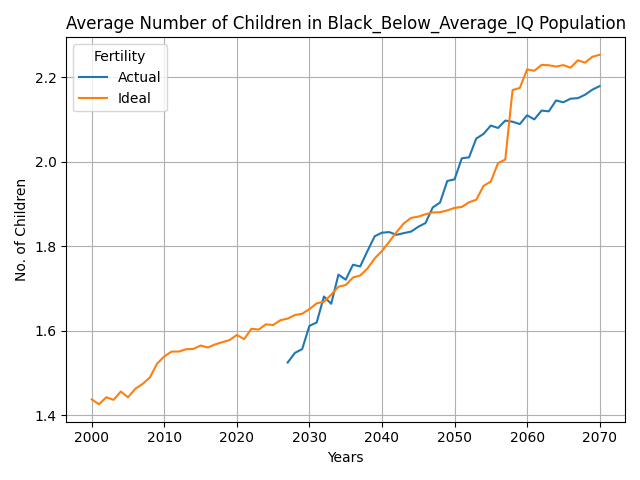 Average Number of Children in Black_Below_Average_IQ Population
Fertility
Actual
Ideal
No. of Children
2.2
2.0
1.8
1.6
1.4
2000 2010 2020 2030 2040 2050 2060 2070
Years